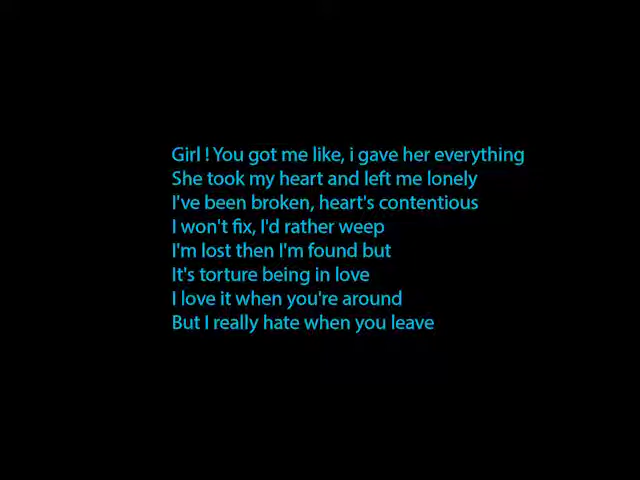 Girl ! You got me like, i gave her everything
She took my heart and left me lonely
I've been broken, heart's contentious
I won't fix, I'd rather weep
I'm lost then I'm found but
It's torture being in love
I love it when you're around
But I really hate when you leave